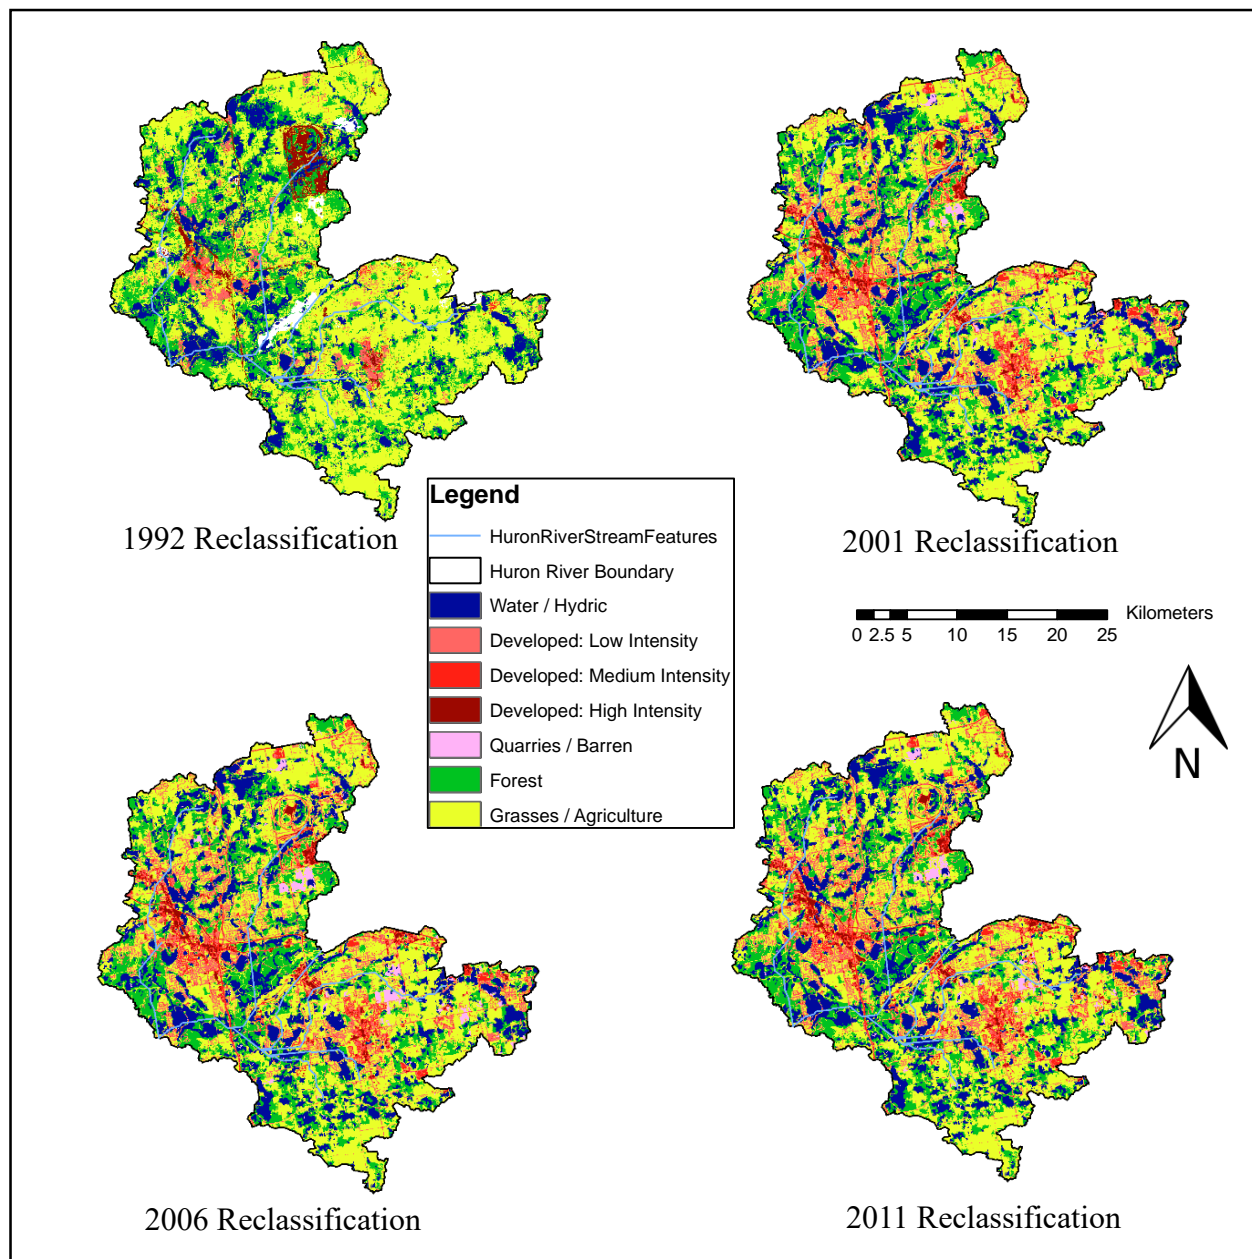 1992 Reclassification
2001 Reclassification
Legend
HuronRiverStreamFeatures
Huron River Boundary
Water / Hydric
Developed: Low Intensity
Developed: Medium Intensity
Developed: High Intensity
Quarries / Barren
Forest
Grasses / Agriculture
Kilometers
0 2.5 5 10 15 20 25
N
2006 Reclassification
2011 Reclassification